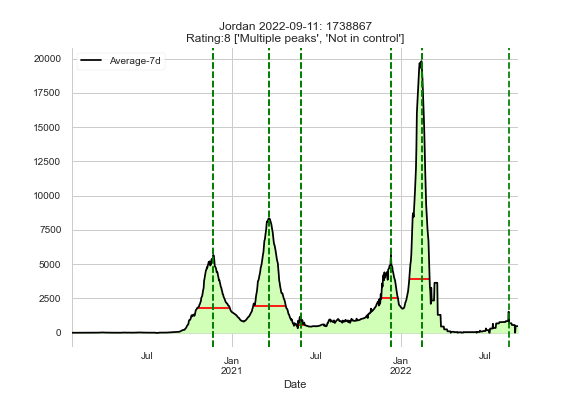 Jordan 2022-09-11: 1738867
Rating:8 ['Multiple peaks', 'Not in control']
Average-7d
20000
17500
15000
12500
10000
7500
5000
2500
0
Jul
Jan
2021
Jul
Jan
2022
Jul
Date